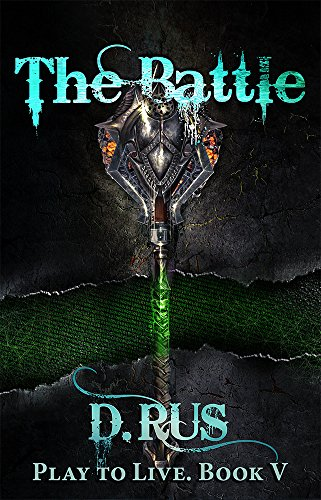 The Battle
D. RUS
PLAY TO LIVE. BOOK V